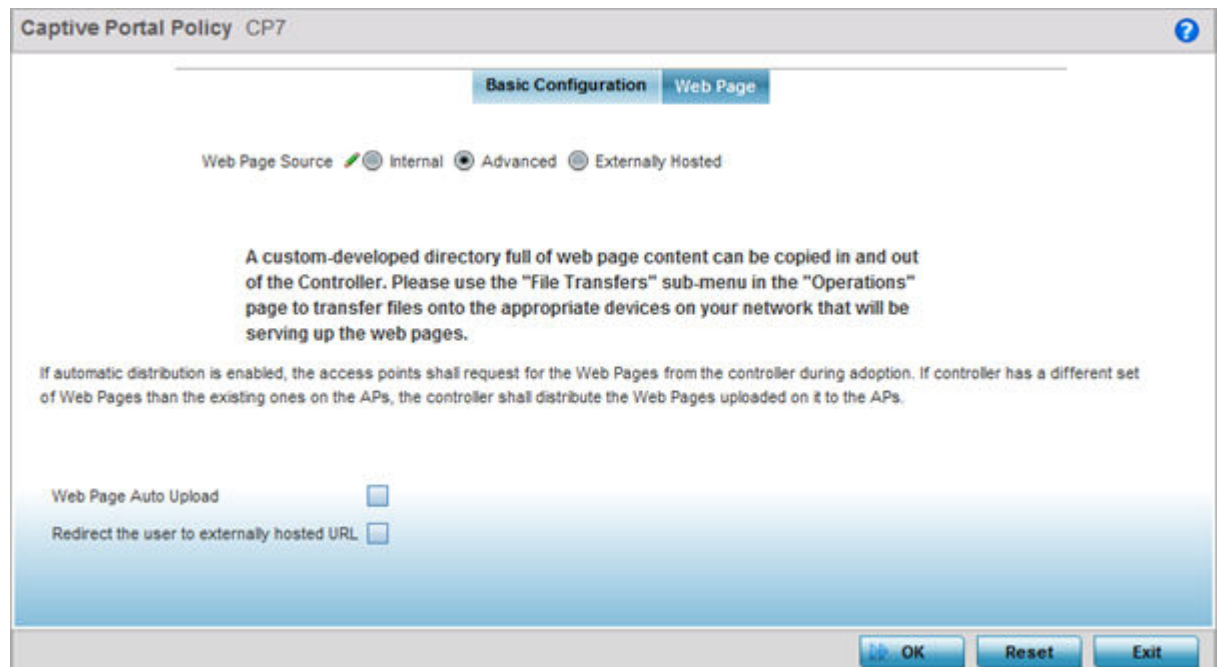 Captive Portal Policy CP7
Basic Configuration Web Page
Web Page Source Internal Advanced Externally Hosted
A custom-developed directory full of web page content can be copied in and out
of the Controller. Please use the "File Transfers" sub-menu in the "Operations"
page to transfer files onto the appropriate devices on your network that will be
serving up the web pages.
If automatic distribution is enabled, the access points shall request for the Web Pages from the controller during adoption. If controller has a different set
of Web Pages than the existing ones on the APs, the controller shall distribute the Web Pages uploaded on it to the APs.
Web Page Auto Upload
Redirect the user to externally hosted URL
OK Reset Exit